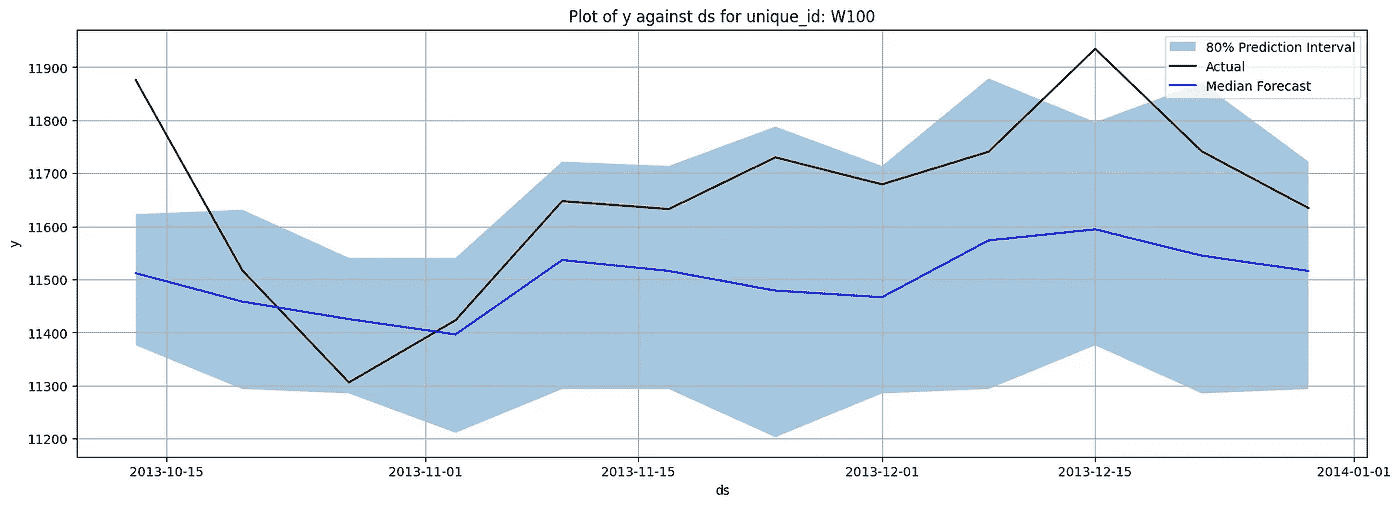 Plot of y against ds for unique_id: W100
80% Prediction Interval
Actual
Median Forecast
y
11900
11800
11700
11600
11500
11400
11300
11200
2013-10-15
2013-11-01
2013-11-15
2013-12-01
2013-12-15
2014-01-01
ds